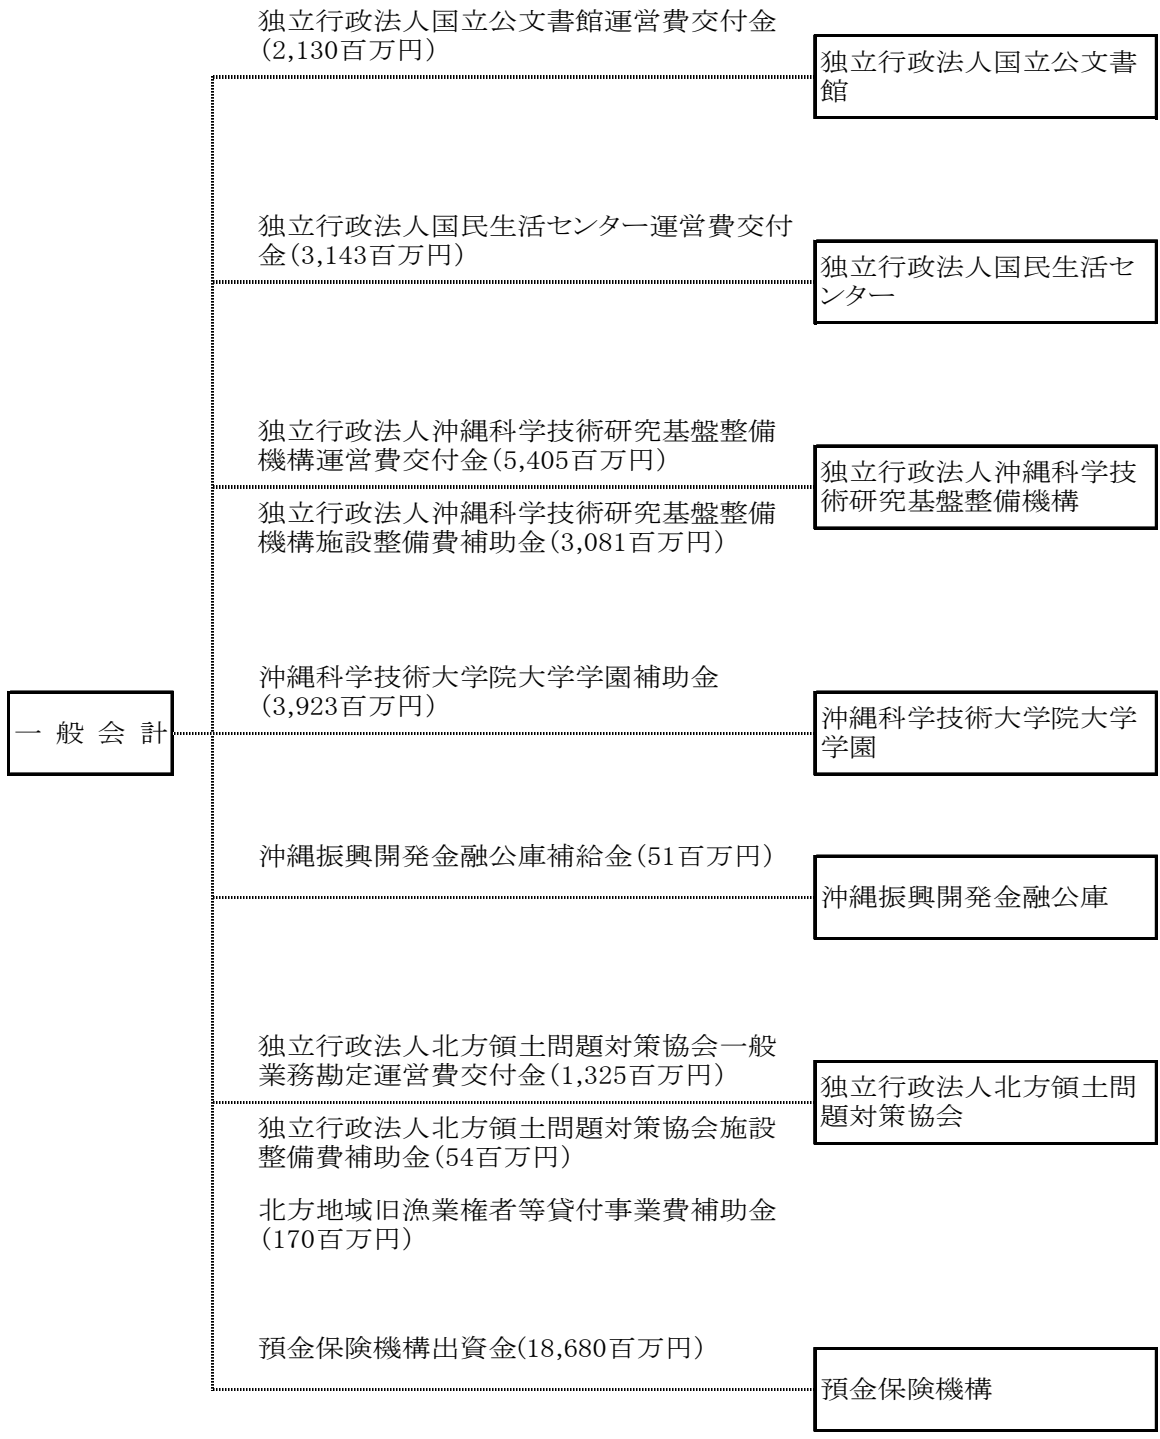 独立行政法人国立公文書館運営費交付金
(2,130百万円)
独立行政法人国立公文書
館
独立行政法人国民生活センター運営費交付
金(3,143百万円)
独立行政法人国民生活セ
ンター
独立行政法人沖縄科学技術研究基盤整備
機構運営費交付金(5,405百万円)
独立行政法人沖縄科学技
術研究基盤整備機構
独立行政法人沖縄科学技術研究基盤整備
機構施設整備費補助金(3,081百万円)
沖縄科学技術大学院大学学園補助金
(3,923百万円)
一 般 会 計
沖縄科学技術大学院大学
学園
沖縄振興開発金融公庫補給金(51百万円)
沖縄振興開発金融公庫
独立行政法人北方領土問題対策協会一般
業務勘定運営費交付金(1,325百万円)
独立行政法人北方領土問
題対策協会
独立行政法人北方領土問題対策協会施設
整備費補助金(54百万円)
北方地域旧漁業権者等貸付事業費補助金
(170百万円)
預金保険機構出資金(18,680百万円)
預金保険機構